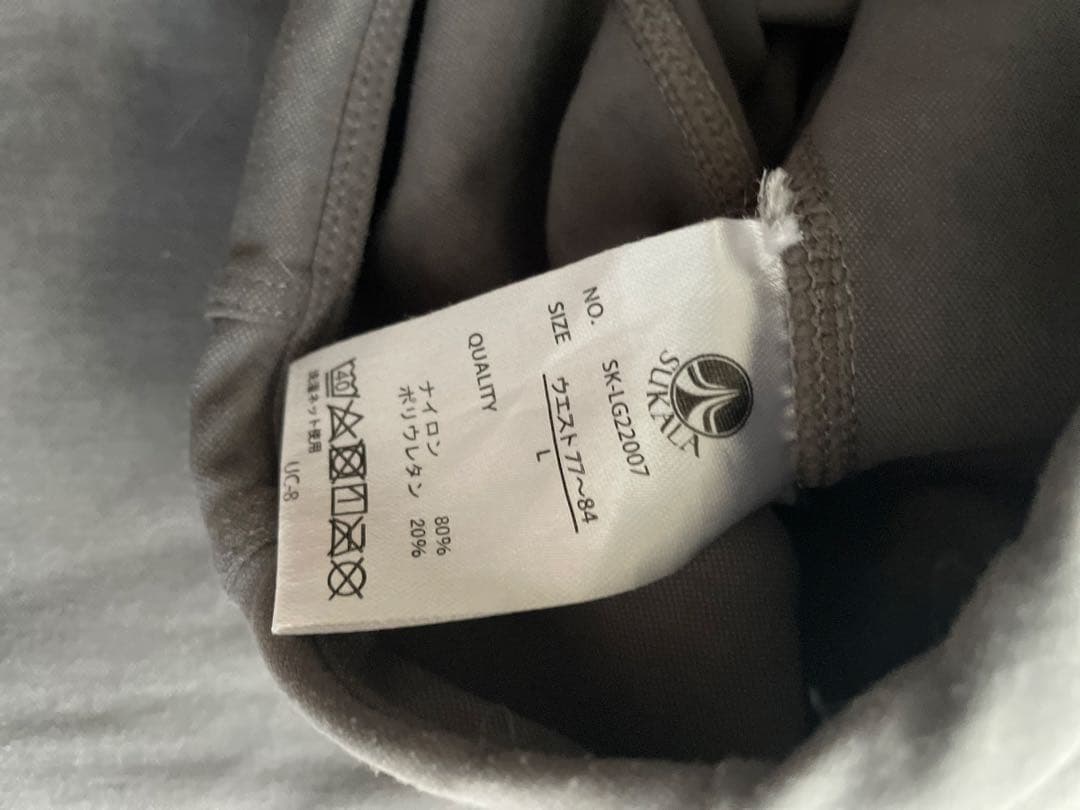 SUKALA
NO. SK-LG22007
SIZE ウエスト77～84
L
QUALITY
ナイロン 80%
ポリウレタン 20%
40
洗濯ネット使用
UC-8